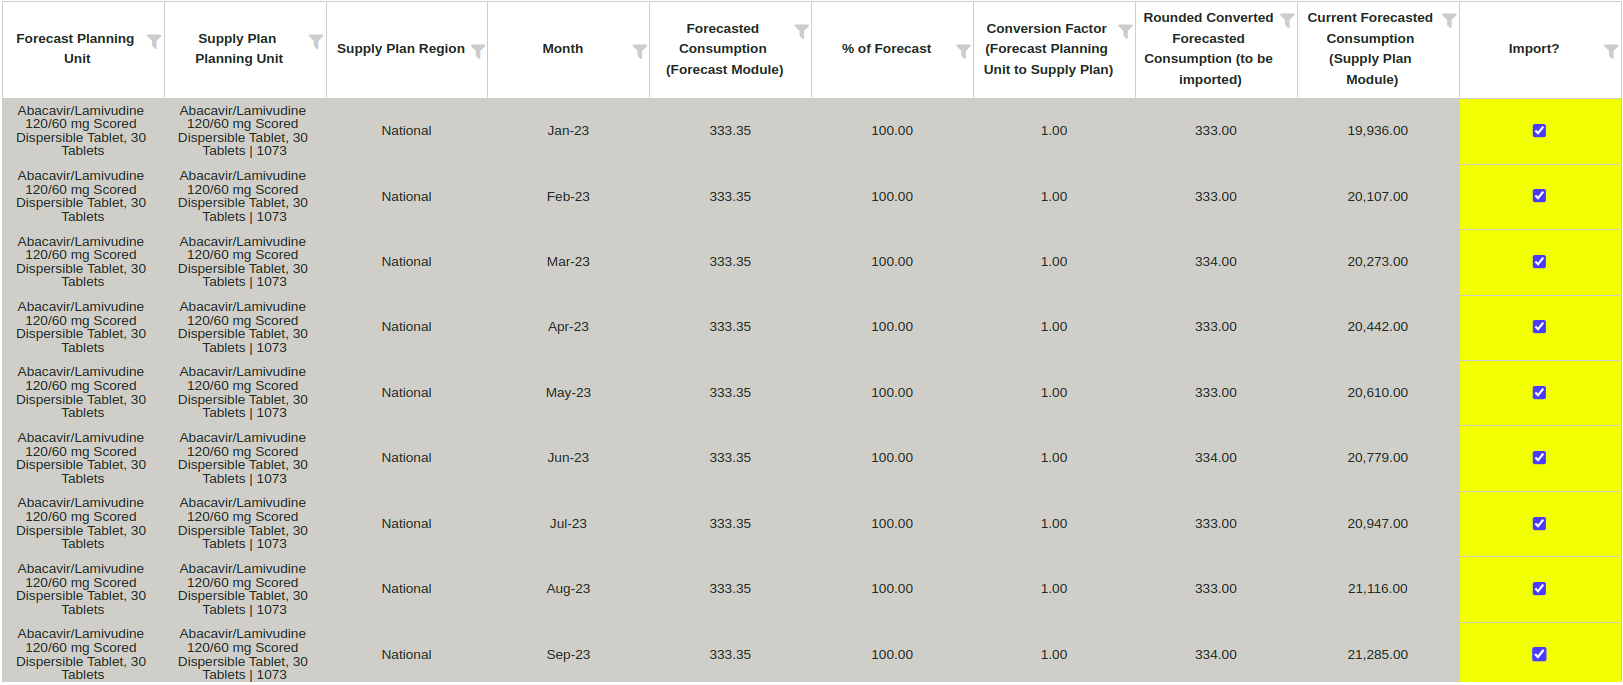 Forecast Planning Unit
Supply Plan Planning Unit
Supply Plan Region
Month
Forecasted Consumption (Forecast Module)
% of Forecast
Conversion Factor (Forecast Planning Unit to Supply Plan)
Rounded Converted Forecasted Consumption (to be imported)
Current Forecasted Consumption (Supply Plan Module)
Import?
Abacavir/Lamivudine 120/60 mg Scored Dispersible Tablet, 30 Tablets Abacavir/Lamivudine 120/60 mg Scored Dispersible Tablet, 30 Tablets | 1073 National Jan-23 333.35 100.00 1.00 333.00 19,936.00
Abacavir/Lamivudine 120/60 mg Scored Dispersible Tablet, 30 Tablets Abacavir/Lamivudine 120/60 mg Scored Dispersible Tablet, 30 Tablets | 1073 National Feb-23 333.35 100.00 1.00 333.00 20,107.00
Abacavir/Lamivudine 120/60 mg Scored Dispersible Tablet, 30 Tablets Abacavir/Lamivudine 120/60 mg Scored Dispersible Tablet, 30 Tablets | 1073 National Mar-23 333.35 100.00 1.00 334.00 20,273.00
Abacavir/Lamivudine 120/60 mg Scored Dispersible Tablet, 30 Tablets Abacavir/Lamivudine 120/60 mg Scored Dispersible Tablet, 30 Tablets | 1073 National Apr-23 333.35 100.00 1.00 333.00 20,442.00
Abacavir/Lamivudine 120/60 mg Scored Dispersible Tablet, 30 Tablets Abacavir/Lamivudine 120/60 mg Scored Dispersible Tablet, 30 Tablets | 1073 National May-23 333.35 100.00 1.00 333.00 20,610.00
Abacavir/Lamivudine 120/60 mg Scored Dispersible Tablet, 30 Tablets Abacavir/Lamivudine 120/60 mg Scored Dispersible Tablet, 30 Tablets | 1073 National Jun-23 333.35 100.00 1.00 334.00 20,779.00
Abacavir/Lamivudine 120/60 mg Scored Dispersible Tablet, 30 Tablets Abacavir/Lamivudine 120/60 mg Scored Dispersible Tablet, 30 Tablets | 1073 National Jul-23 333.35 100.00 1.00 333.00 20,947.00
Abacavir/Lamivudine 120/60 mg Scored Dispersible Tablet, 30 Tablets Abacavir/Lamivudine 120/60 mg Scored Dispersible Tablet, 30 Tablets | 1073 National Aug-23 333.35 100.00 1.00 333.00 21,116.00
Abacavir/Lamivudine 120/60 mg Scored Dispersible Tablet, 30 Tablets Abacavir/Lamivudine 120/60 mg Scored Dispersible Tablet, 30 Tablets | 1073 National Sep-23 333.35 100.00 1.00 334.00 21,285.00